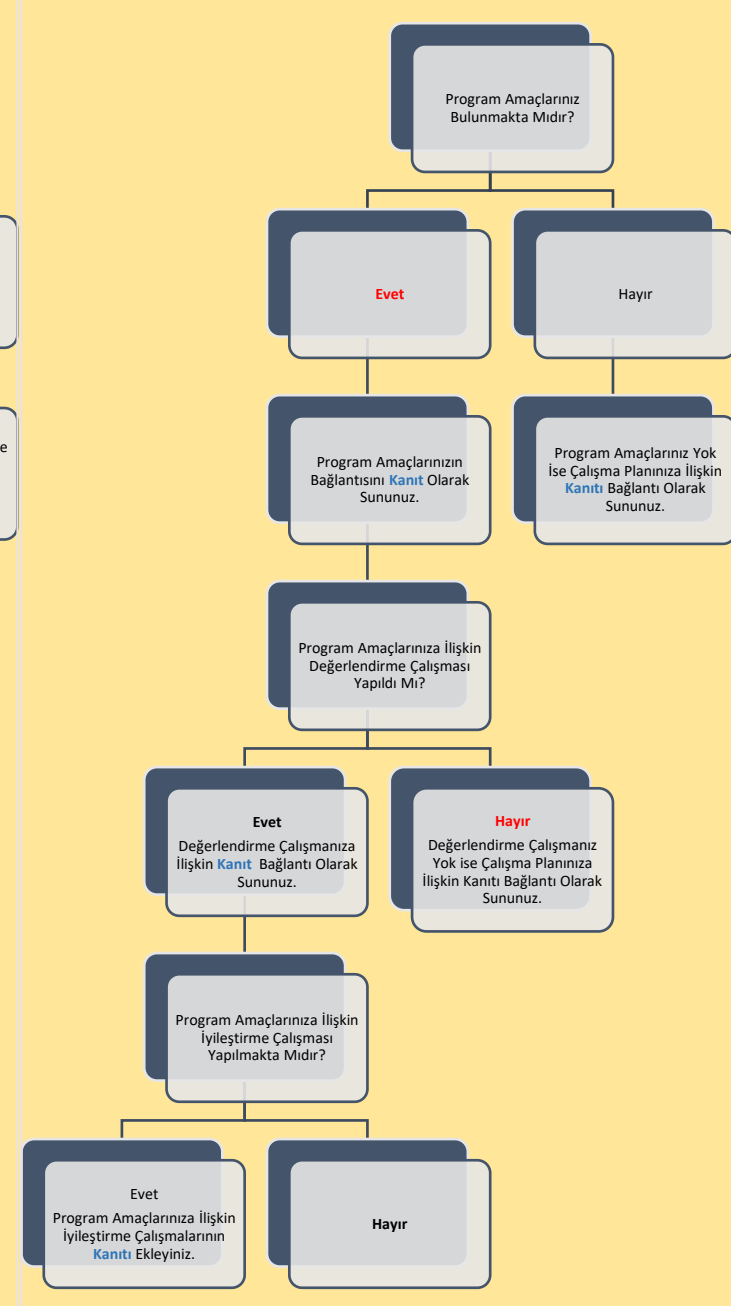 Program Amaçlarınız
Bulunmakta Mıdır?
Evet
Hayır
Program Amaçlarınızın
Bağlantısını Kanıt Olarak
Sununuz.
Program Amaçlarınız Yok
İse Çalışma Planınıza İlişkin
Kanıtı Bağlantı Olarak
Sununuz.
Program Amaçlarınıza İlişkin
Değerlendirme Çalışması
Yapıldı Mı?
Evet
Değerlendirme Çalışmanıza
İlişkin Kanıt Bağlantı Olarak
Sununuz.
Hayır
Değerlendirme Çalışmanız
Yok ise Çalışma Planınıza
İlişkin Kanıtı Bağlantı Olarak
Sununuz.
Program Amaçlarınıza İlişkin
İyileştirme Çalışması
Yapılmakta Mıdır?
Evet
Program Amaçlarınıza İlişkin
İyileştirme Çalışmalarının
Kanıtı Ekleyiniz.
Hayır